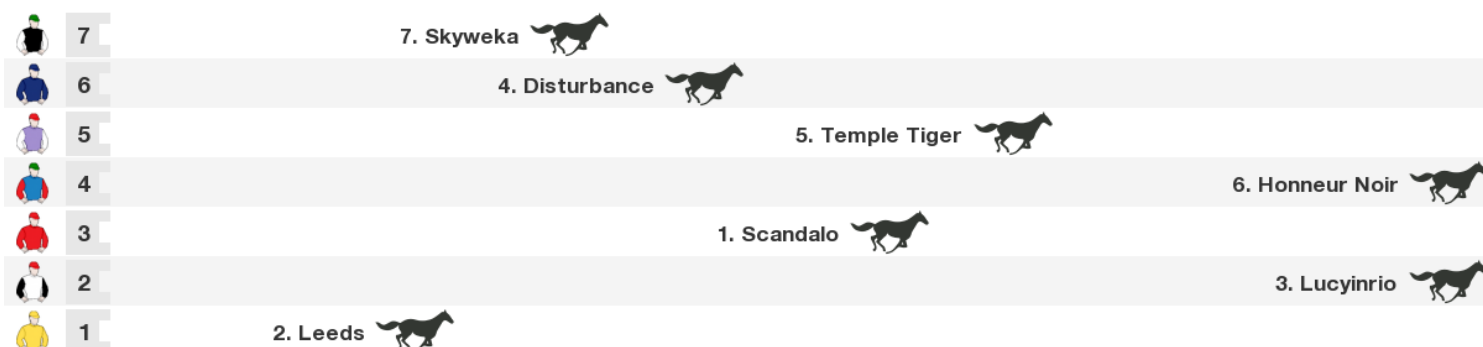 7 7. Skyweka
6 4. Disturbance
5 5. Temple Tiger
4 6. Honneur Noir
3 1. Scandalo
2 3. Lucyinrio
1 2. Leeds